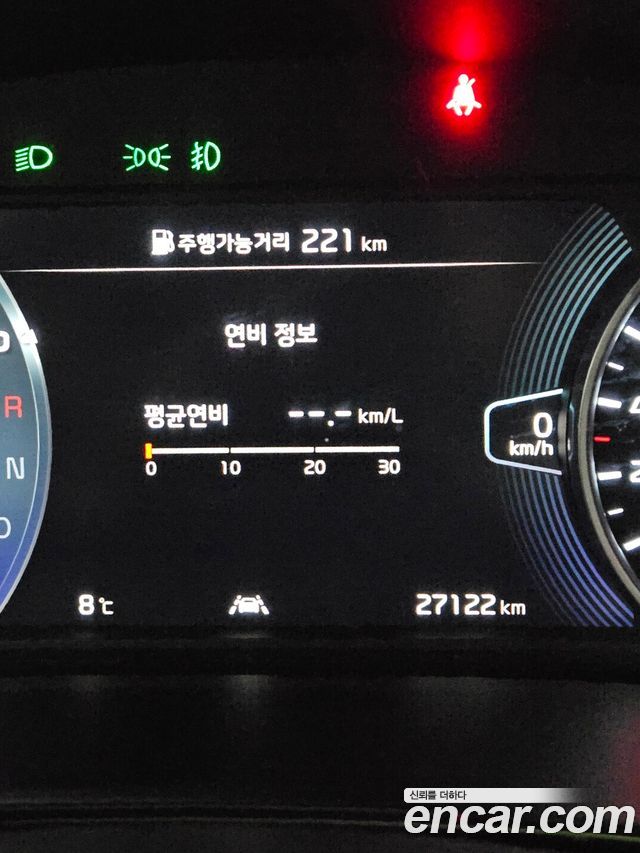 주행가능거리 221 km
연비 정보
평균연비 --.- km/L
0 10 20 30
0
km/h
R
N
8℃
27122 km
신뢰를 더하다
encar.com